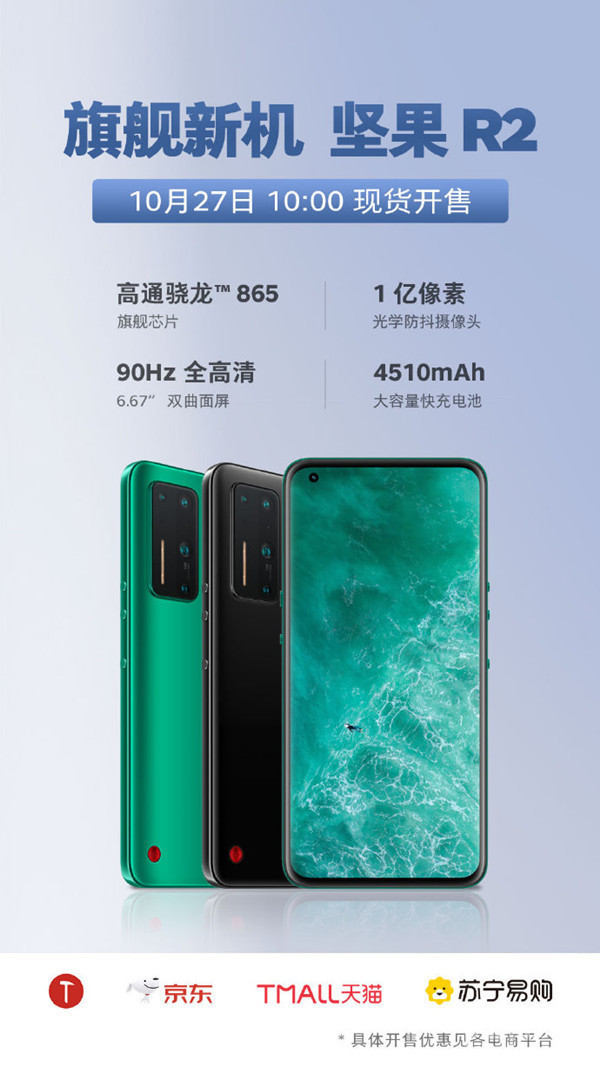 旗舰新机 坚果 R2
10月27日 10:00 现货开售
高通骁龙™ 865
旗舰芯片
1 亿像素
光学防抖摄像头
90Hz 全高清
6.67” 双曲面屏
4510mAh
大容量快充电池
T
京东
TMALL天猫
苏宁易购
* 具体开售优惠见各电商平台